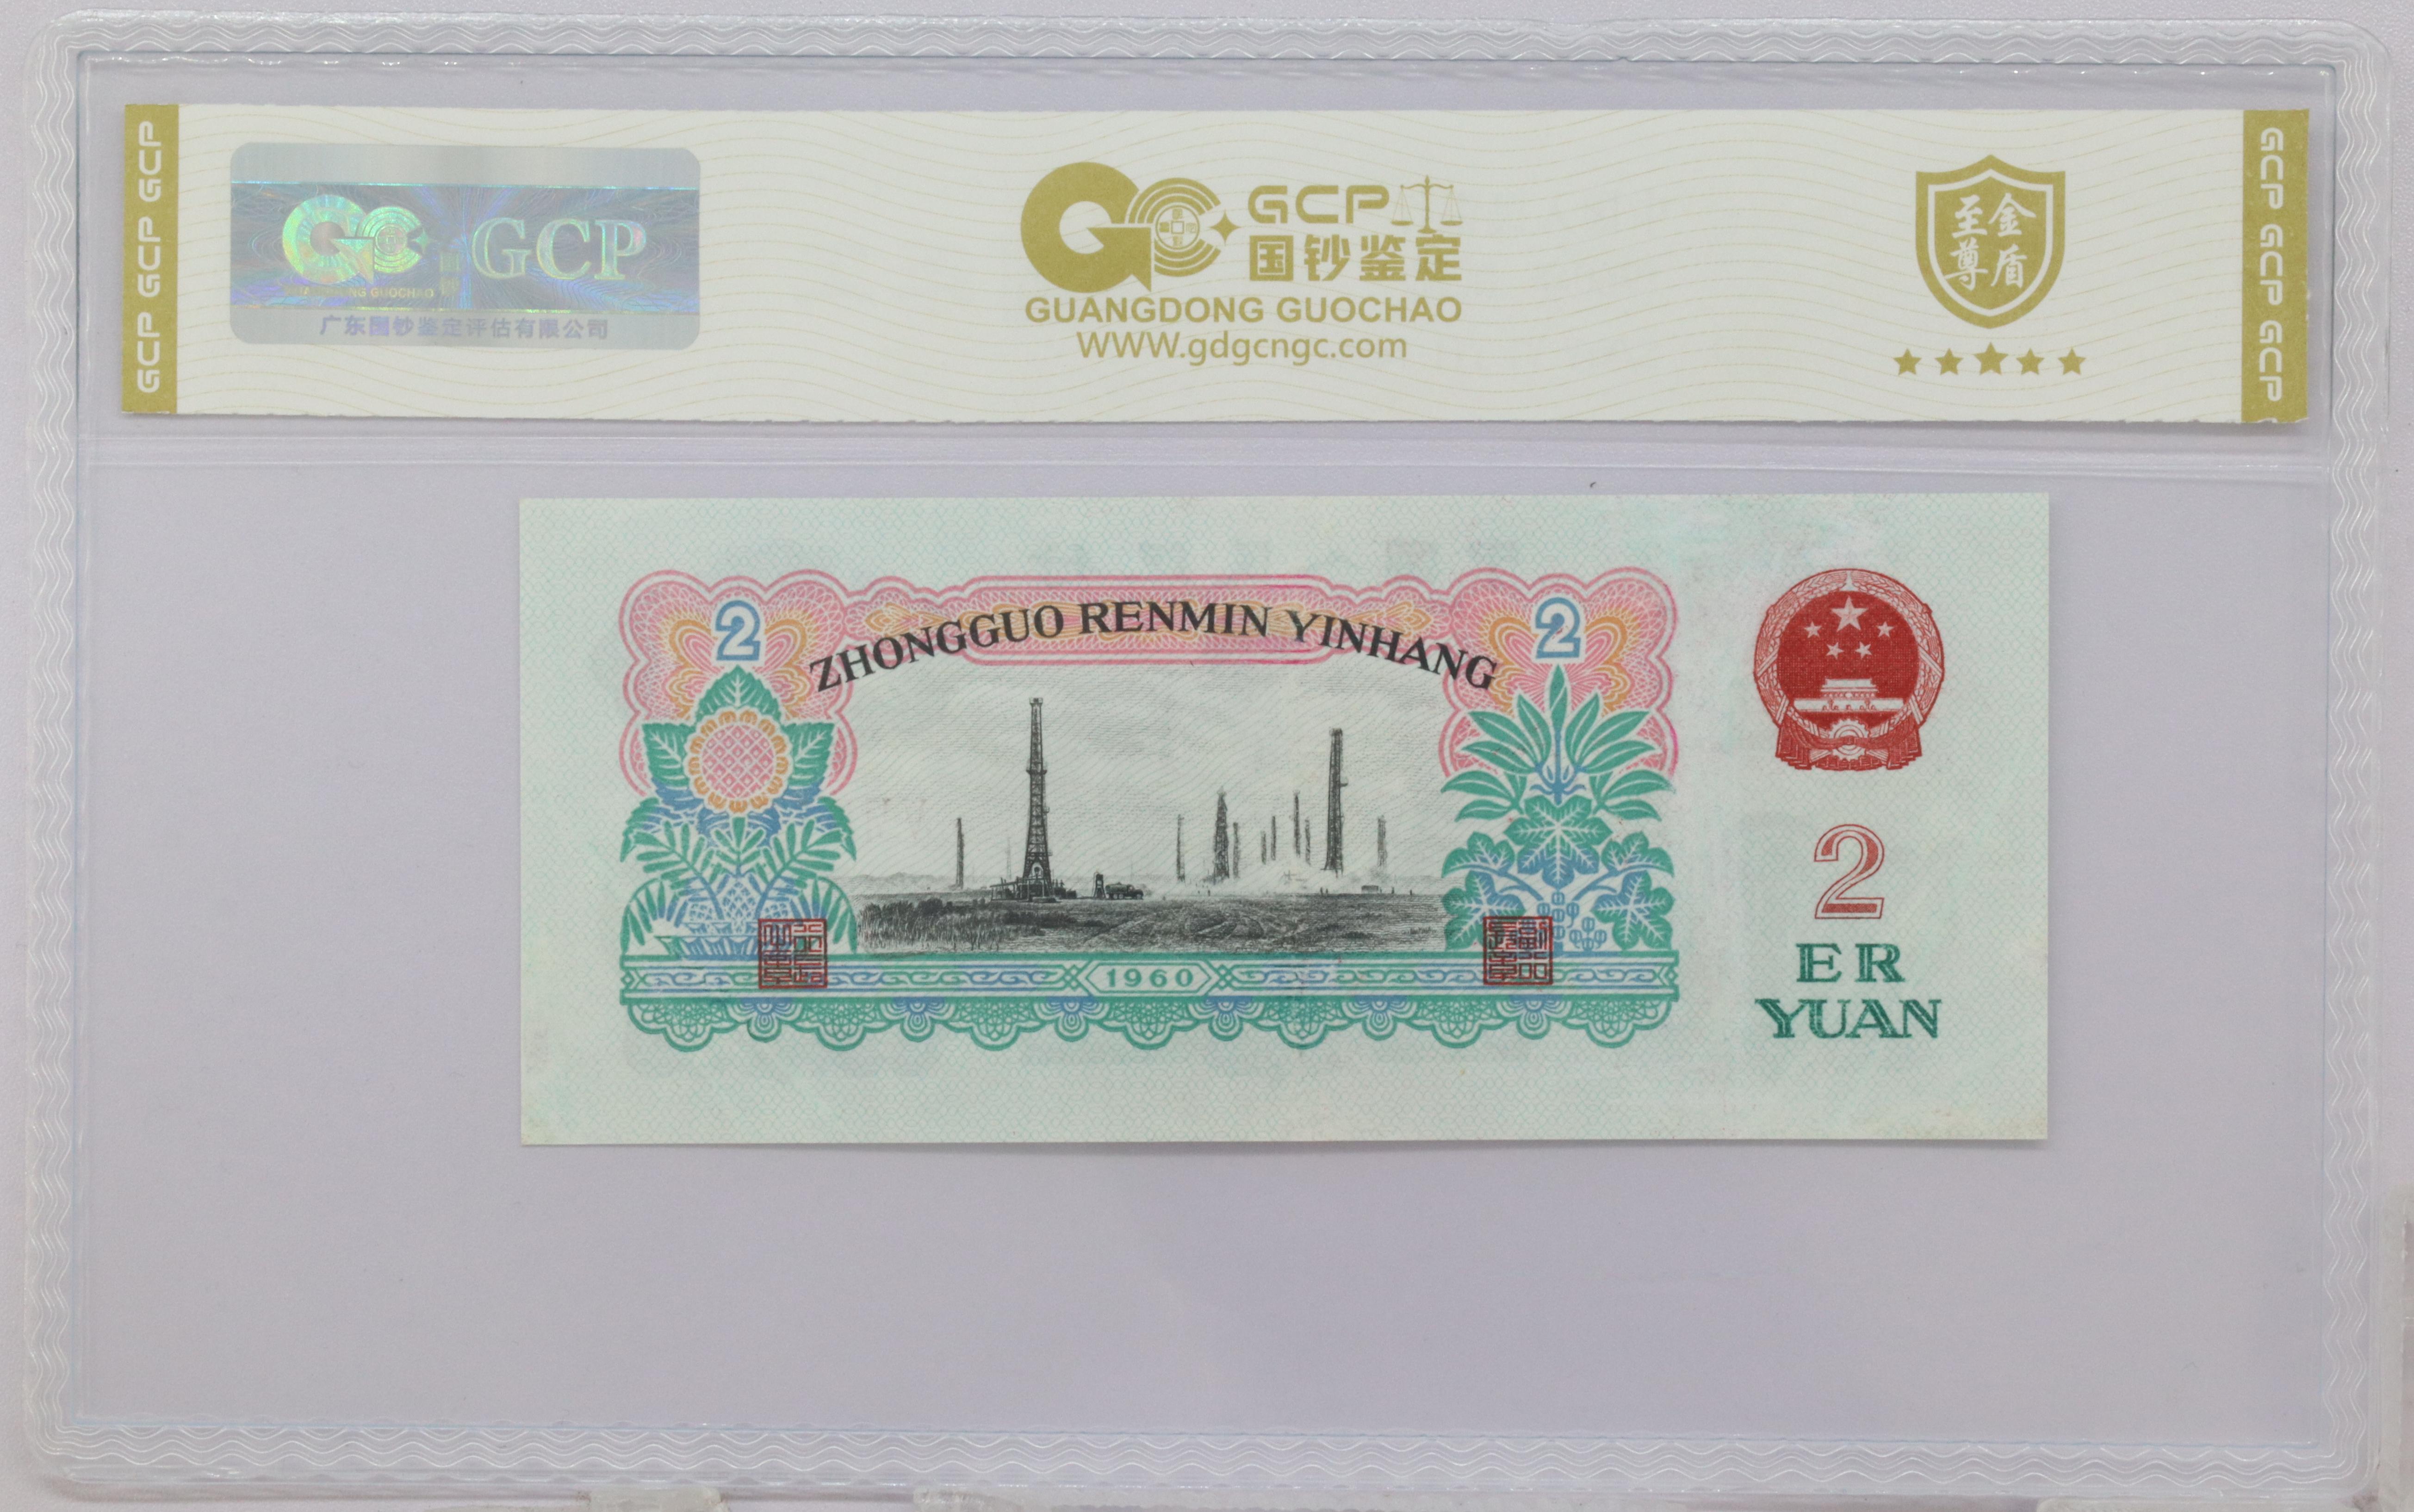 GCP GCP GCP
GCP
GUANGDONG GUOCHAO
广东国钞鉴定评估有限公司
GCP
国钞鉴定
GUANGDONG GUOCHAO
WWW.gdgcngc.com
至尊
金盾
GCP GCP GCP
ZHONGGUO RENMIN YINHANG
2
2
1960
2
ER
YUAN